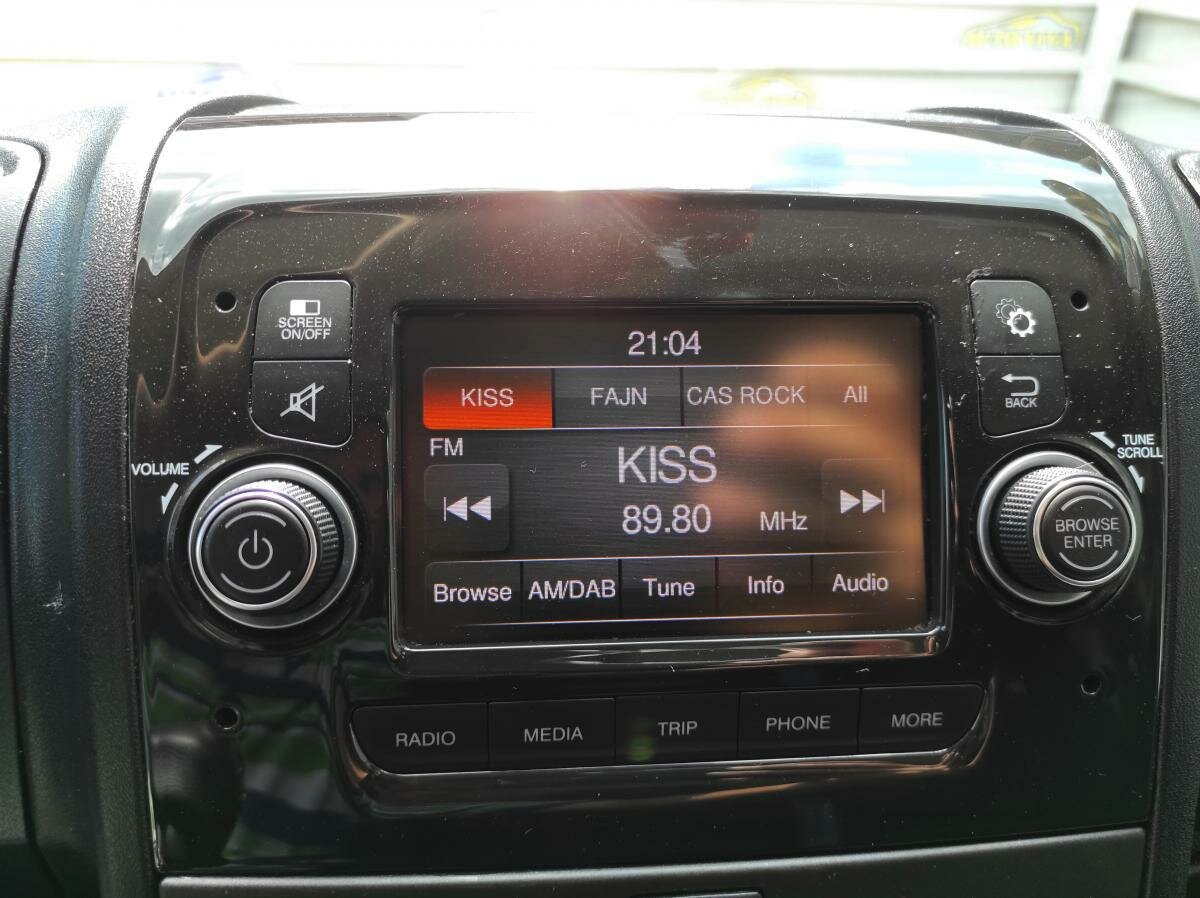 SCREEN
ON/OFF
VOLUME
21:04
KISS FAJN CAS ROCK All
FM
KISS
89.80 MHz
Browse AM/DAB Tune Info Audio
BACK
TUNE
SCROLL
BROWSE
ENTER
RADIO MEDIA TRIP PHONE MORE